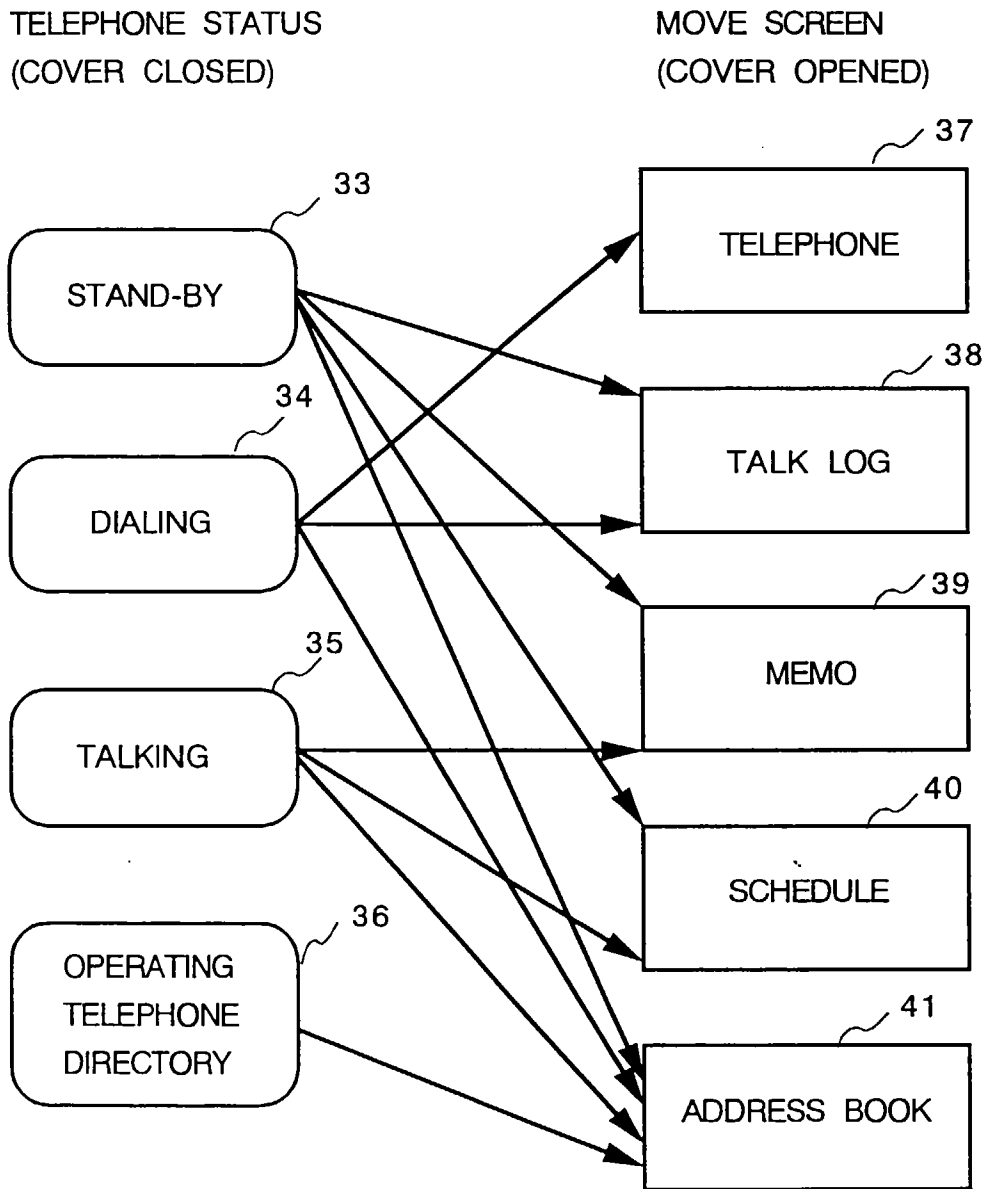 TELEPHONE STATUS
(COVER CLOSED)
MOVE SCREEN
(COVER OPENED)
33
STAND-BY
34
DIALING
35
TALKING
36
OPERATING
TELEPHONE
DIRECTORY
37
TELEPHONE
38
TALK LOG
39
MEMO
40
SCHEDULE
41
ADDRESS BOOK